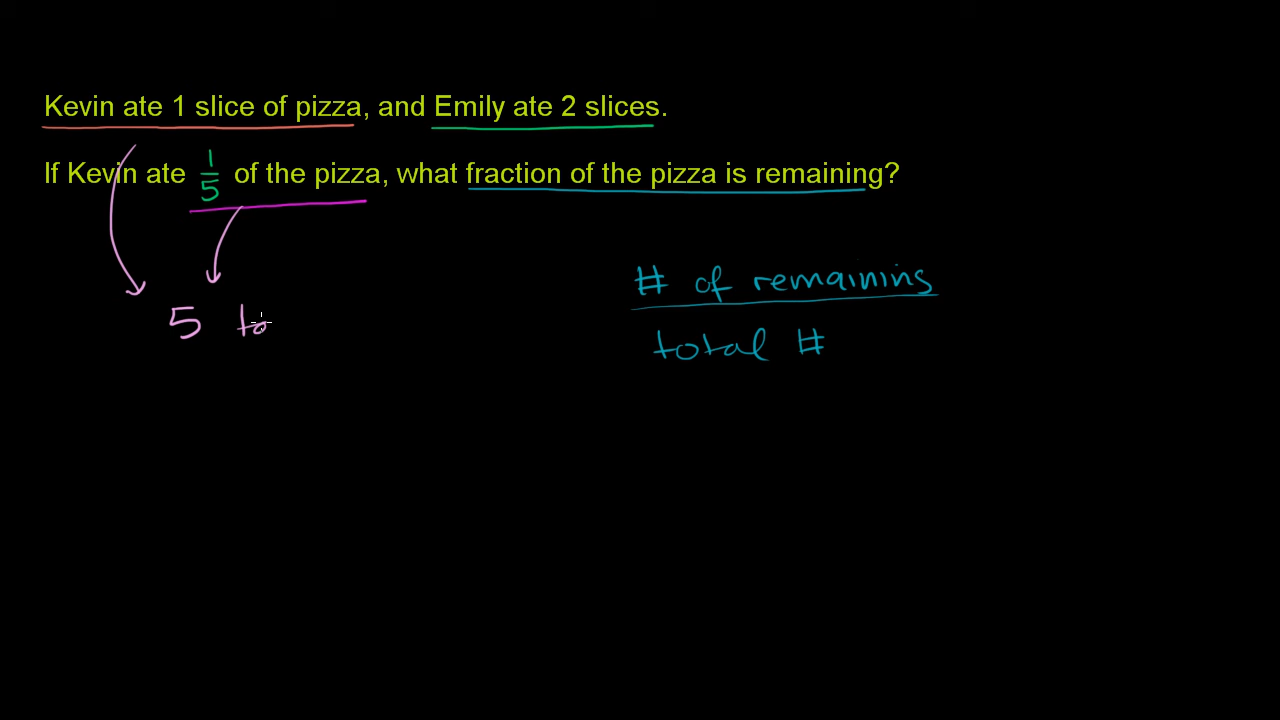 Kevin ate 1 slice of pizza, and Emily ate 2 slices.
If Kevin ate 1/5 of the pizza, what fraction of the pizza is remaining?
# of remaining
5 to
total #